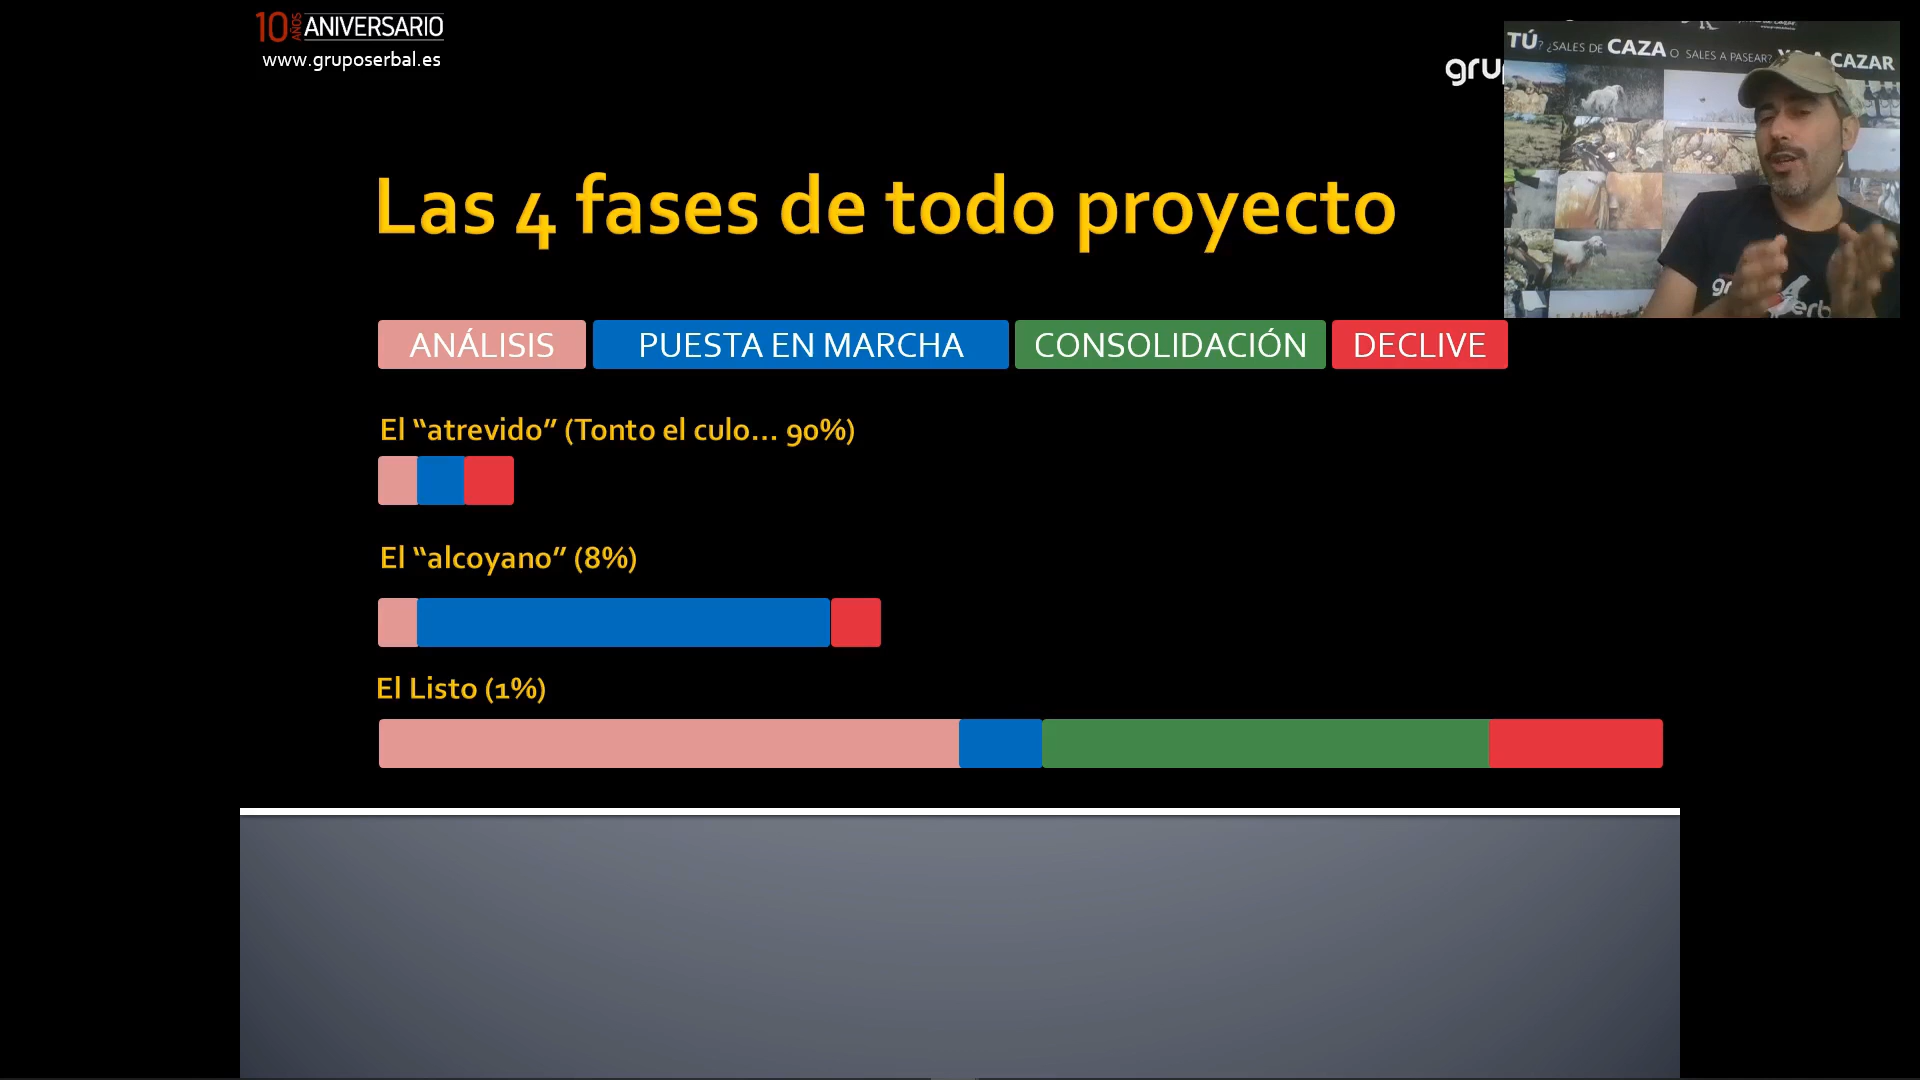 10 AÑOS ANIVERSARIO
www.gruposerbal.es
gru
TÚ? ¿SALES DE CAZA O SALES A PASEAR?
A CAZAR
Las 4 fases de todo proyecto
ANÁLISIS PUESTA EN MARCHA CONSOLIDACIÓN DECLIVE
El “atrevido” (Tonto el culo... 90%)
El “alcoyano” (8%)
El Listo (1%)